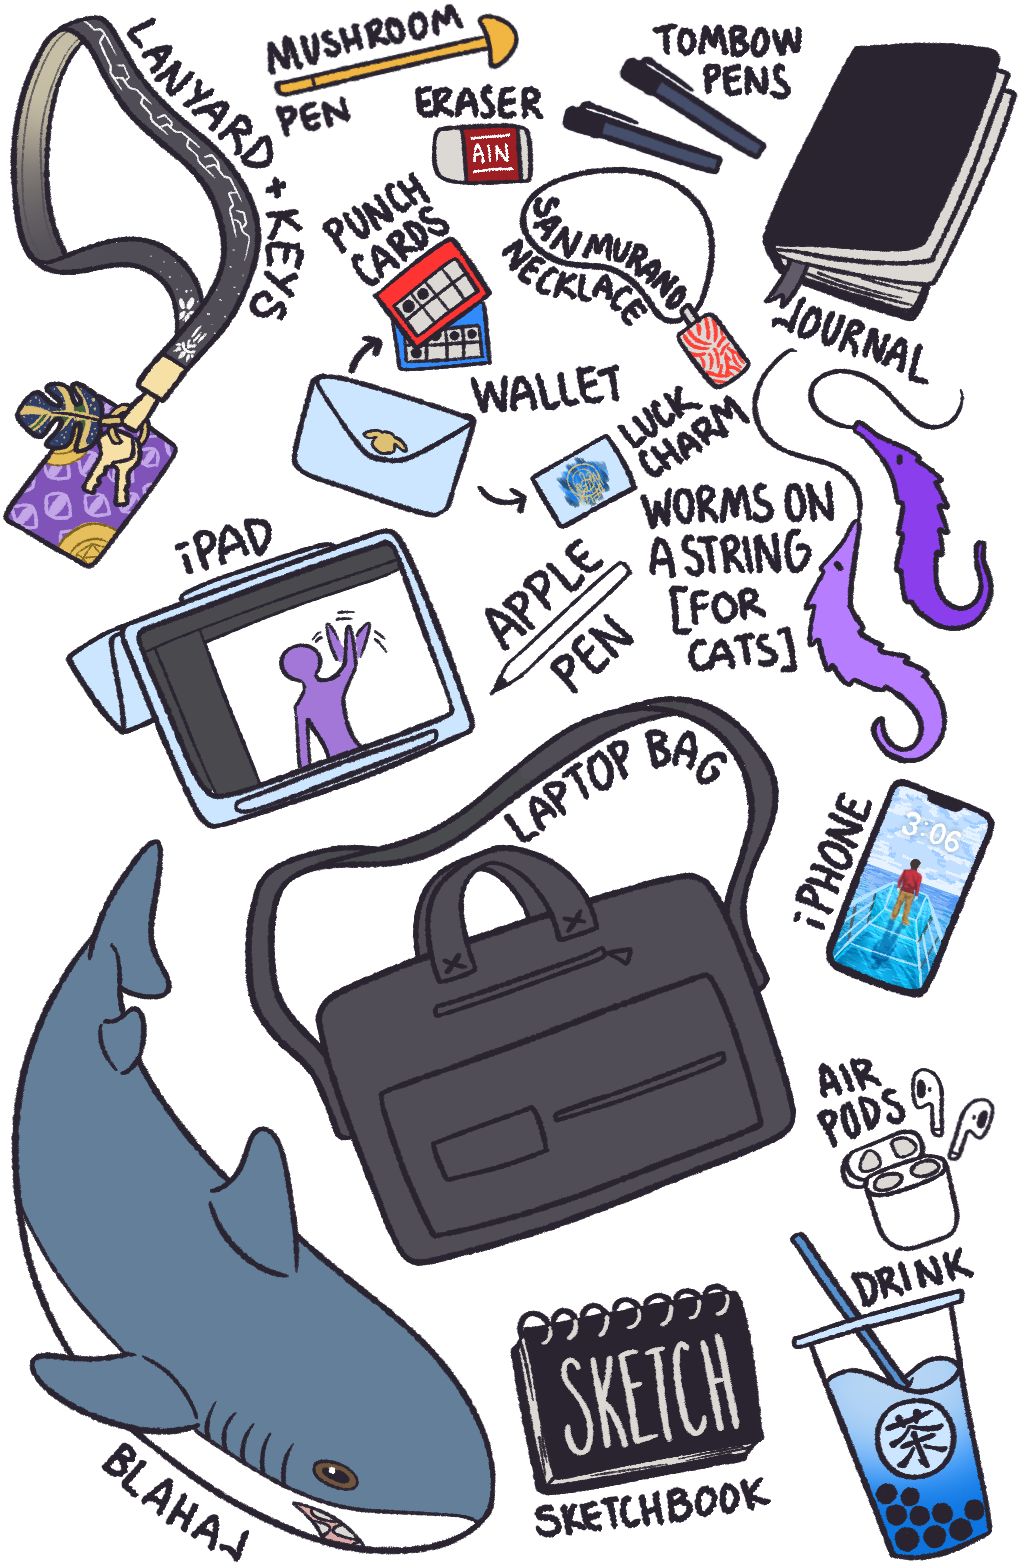 LANYARD + KEYS
MUSHROOM
PEN
ERASER
AIN
TOMBOW
PENS
PUNCH
CARDS
SAN MURANO
NECKLACE
JOURNAL
WALLET
LUCK
CHARM
WORMS ON
A STRING
[FOR
CATS]
iPAD
APPLE
PEN
LAPTOP BAG
iPHONE
3:06
AIR
PODS
DRINK
茶
SKETCH
SKETCHBOOK
BLAHAJ